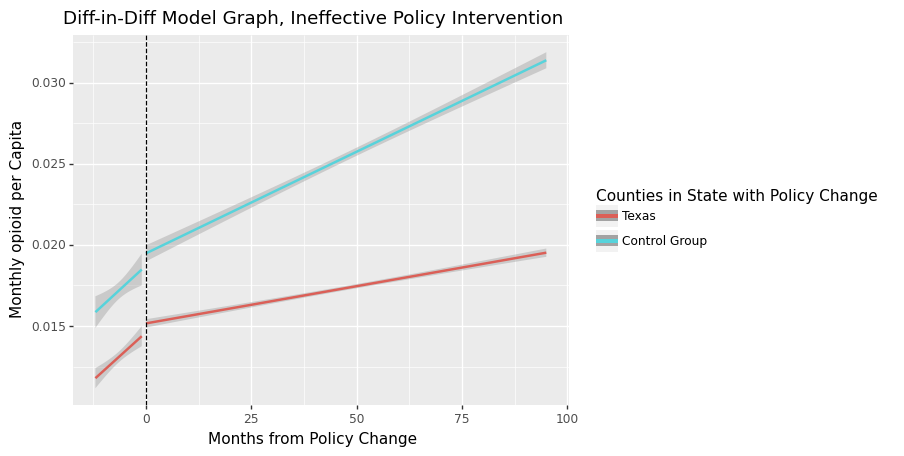 Diff-in-Diff Model Graph, Ineffective Policy Intervention
Monthly opioid per Capita
0.030
0.025
0.020
0.015
0
25
50
75
100
Months from Policy Change
Counties in State with Policy Change
Texas
Control Group